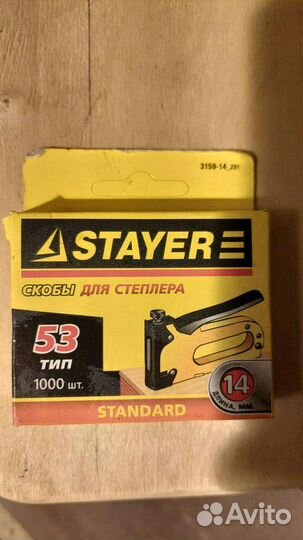 3159-14_z01
STAYER
СКОБЫ ДЛЯ СТЕПЛЕРА
53
ТИП
1000 шт.
14
ДЛИНА, ММ.
STANDARD
Avito